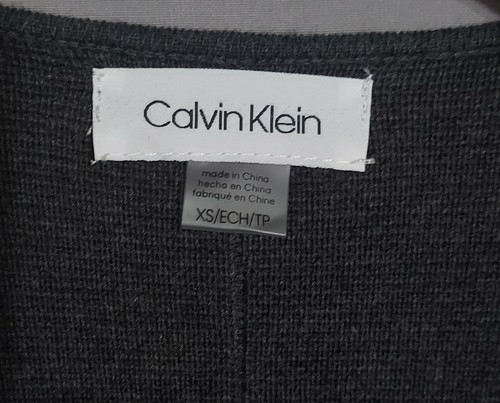 Calvin Klein
made in China
hecho en China
fabriqué en Chine
XS/ECH/TP